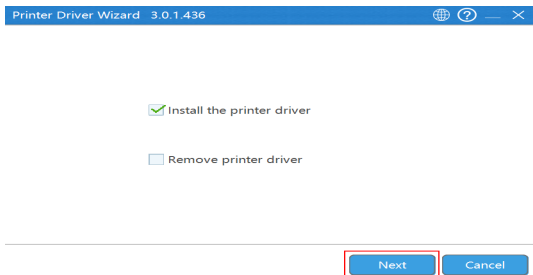 Printer Driver Wizard 3.0.1.436
Install the printer driver
Remove printer driver
Next Cancel